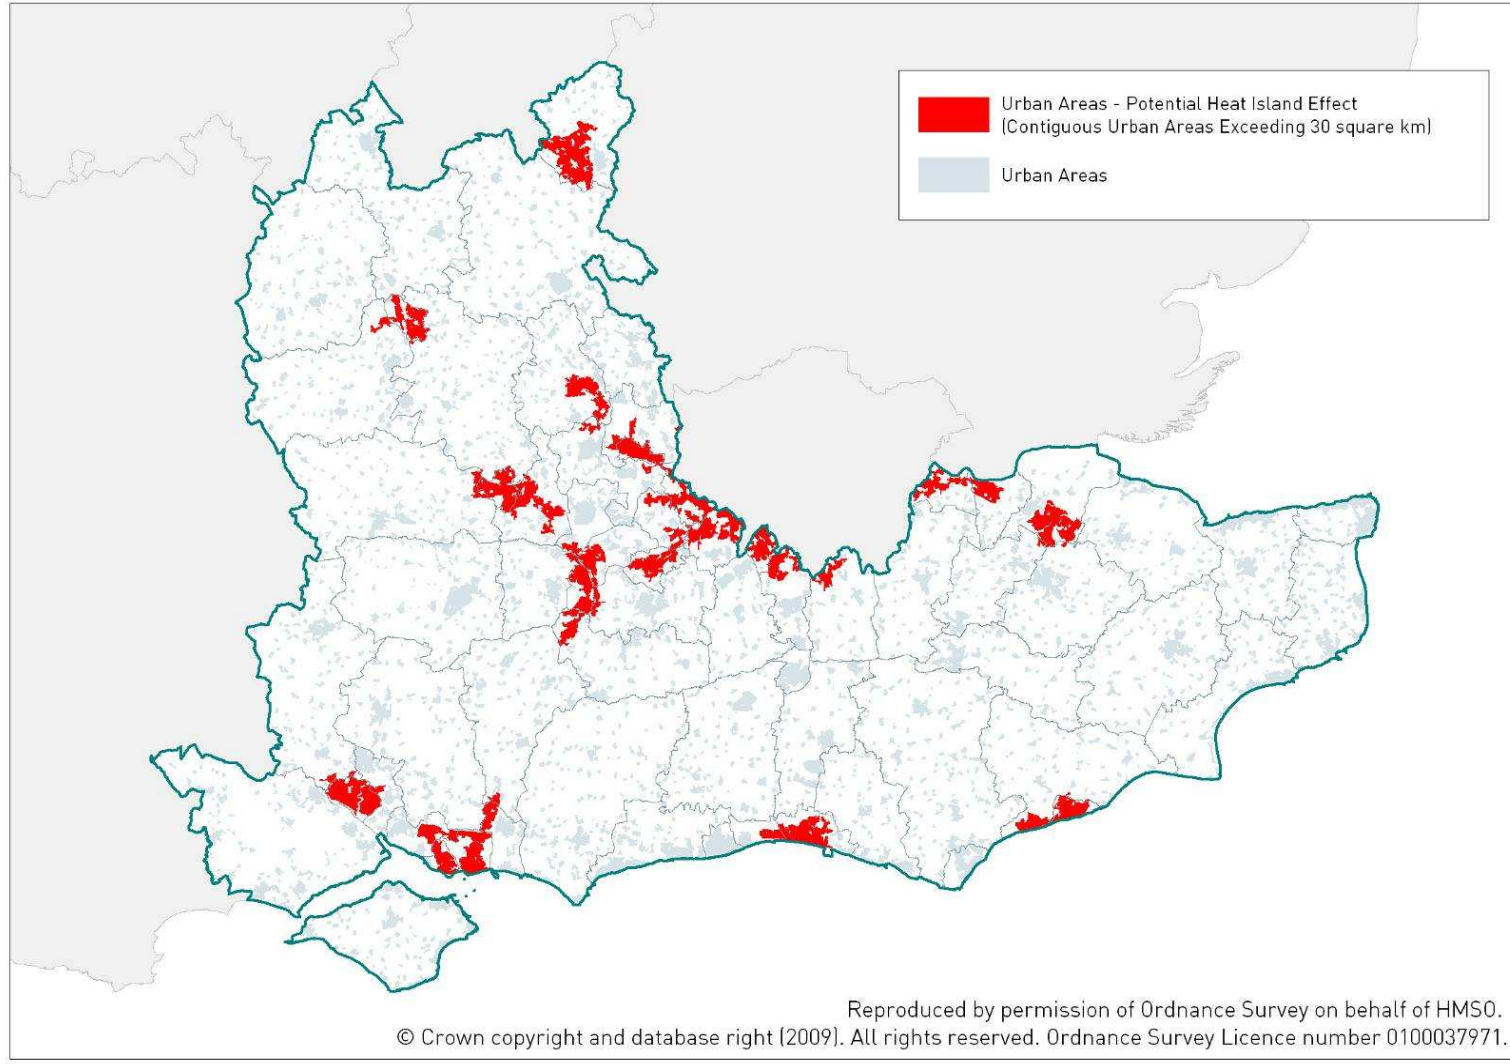 Urban Areas - Potential Heat Island Effect
(Contiguous Urban Areas Exceeding 30 square km)
Urban Areas
Reproduced by permission of Ordnance Survey on behalf of HMSO.
© Crown copyright and database right (2009). All rights reserved. Ordnance Survey Licence number 0100037971.